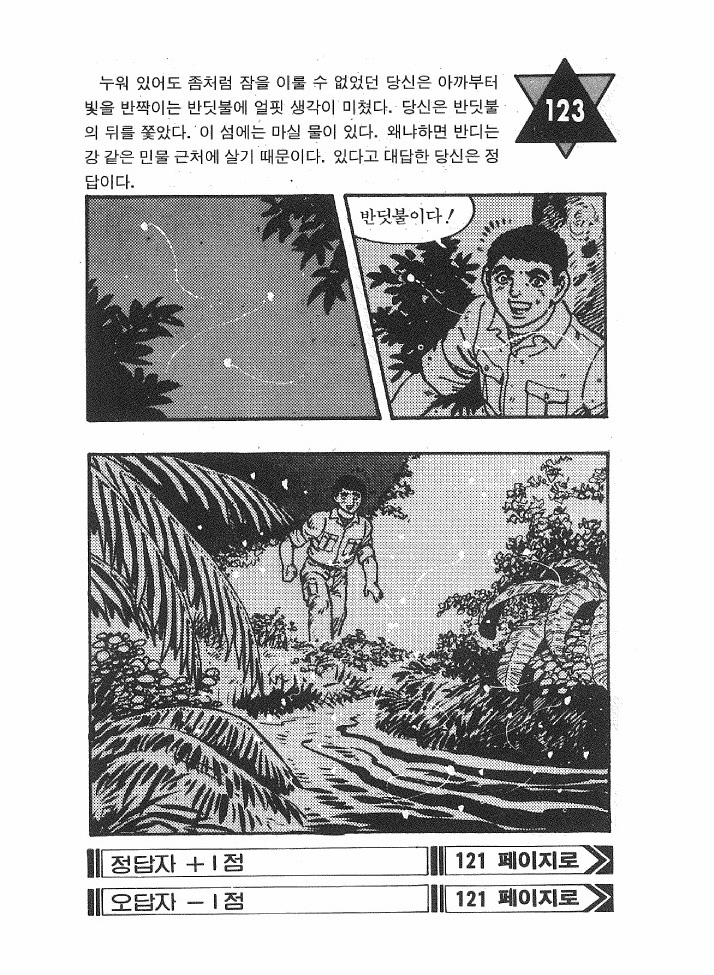 누워 있어도 좀처럼 잠을 이룰 수 없었던 당신은 아까부터
빛을 반짝이는 반딧불에 얼핏 생각이 미쳤다. 당신은 반딧불
의 뒤를 쫓았다. 이 섬에는 마실 물이 있다. 왜냐하면 반디는
강 같은 민물 근처에 살기 때문이다. 있다고 대답한 당신은 정
답이다.
123
반딧불이다!
정답자 +1점
121 페이지로
오답자 -1점
121 페이지로